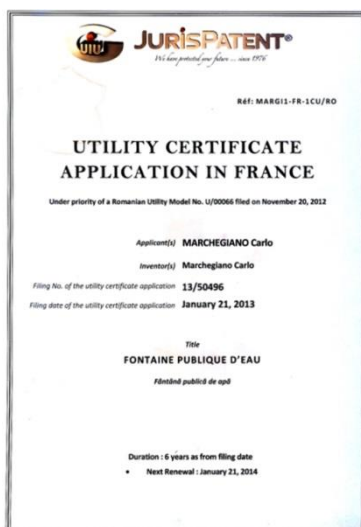 JURISPATENT®
We have protected your future ... since 1976
Réf: MARGI1-FR-1CU/RO
UTILITY CERTIFICATE
APPLICATION IN FRANCE
Under priority of a Romanian Utility Model No. U/00066 filed on November 20, 2012
Applicant(s) MARCHEGIANO Carlo
Inventor(s) Marchegiano Carlo
Filing No. of the utility certificate application 13/50496
Filing date of the utility certificate application January 21, 2013
Title
FONTAINE PUBLIQUE D'EAU
Fântână publică de apă
Duration : 6 years as from filing date
• Next Renewal : January 21, 2014